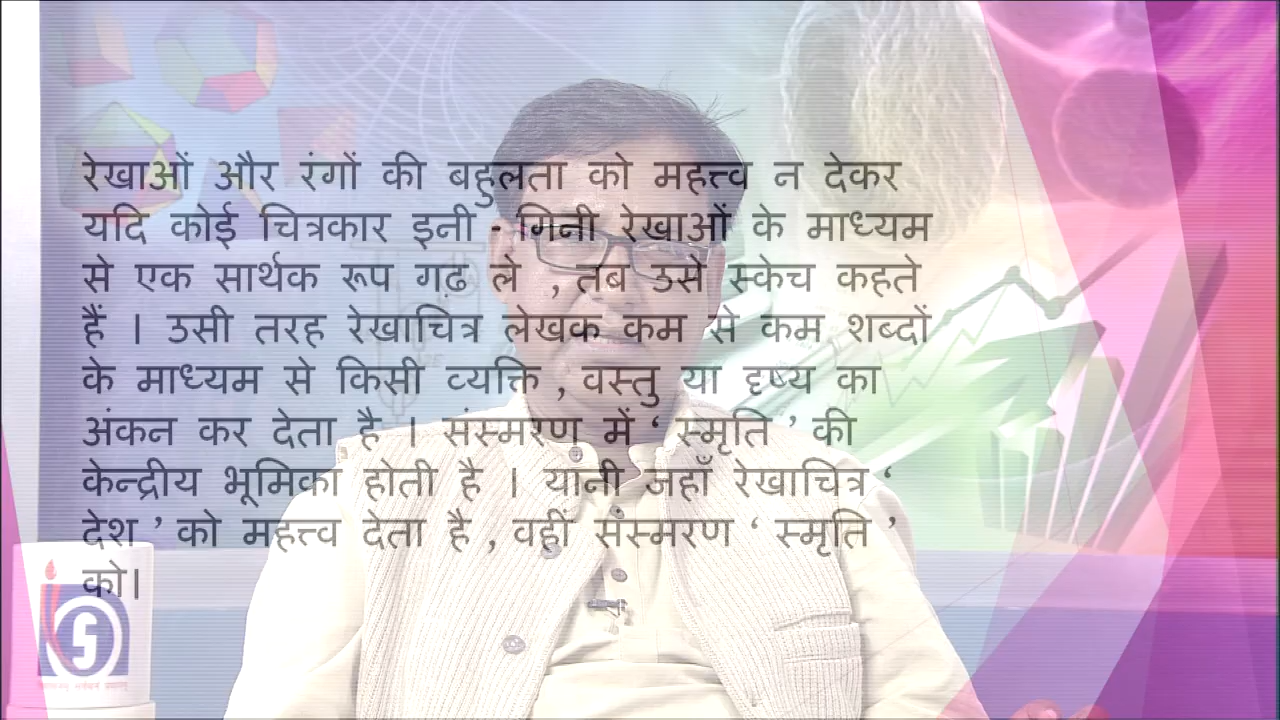 रेखाओं और रंगों की बहुलता को महत्त्व न देकर
यदि कोई चित्रकार इनी - गिनी रेखाओं के माध्यम
से एक सार्थक रूप गढ़ ले , तब उसे स्केच कहते
हैं । उसी तरह रेखाचित्र लेखक कम से कम शब्दों
के माध्यम से किसी व्यक्ति , वस्तु या दृष्य का
अंकन कर देता है । संस्मरण में ‘ स्मृति ’ की
केन्द्रीय भूमिका होती है । यानी जहाँ रेखाचित्र ‘
देश ’ को महत्त्व देता है , वहीं संस्मरण ‘ स्मृति ’
को।